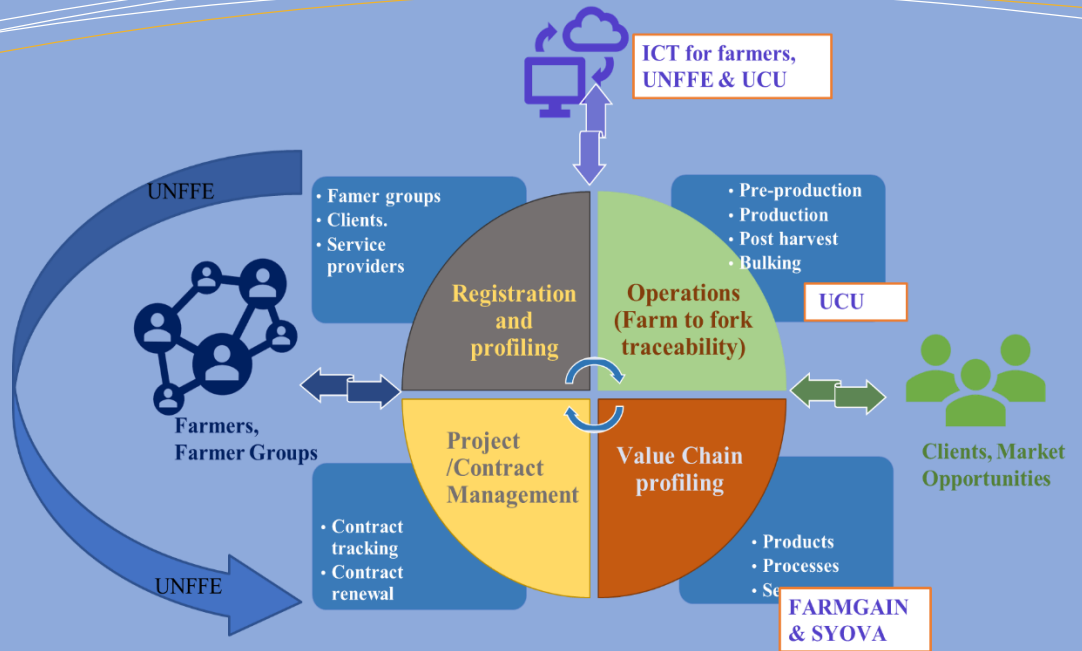 ICT for farmers,
UNFFE & UCU
UNFFE
• Famer groups
• Clients.
• Service
providers
• Pre-production
• Production
• Post harvest
• Bulking
UCU
Registration
and
profiling
Operations
(Farm to fork
traceability)
Farmers,
Farmer Groups
Clients, Market
Opportunities
Project
/Contract
Management
Value Chain
profiling
• Contract
tracking
• Contract
renewal
• Products
• Processes
FARMGAIN
& SYOVA
UNFFE